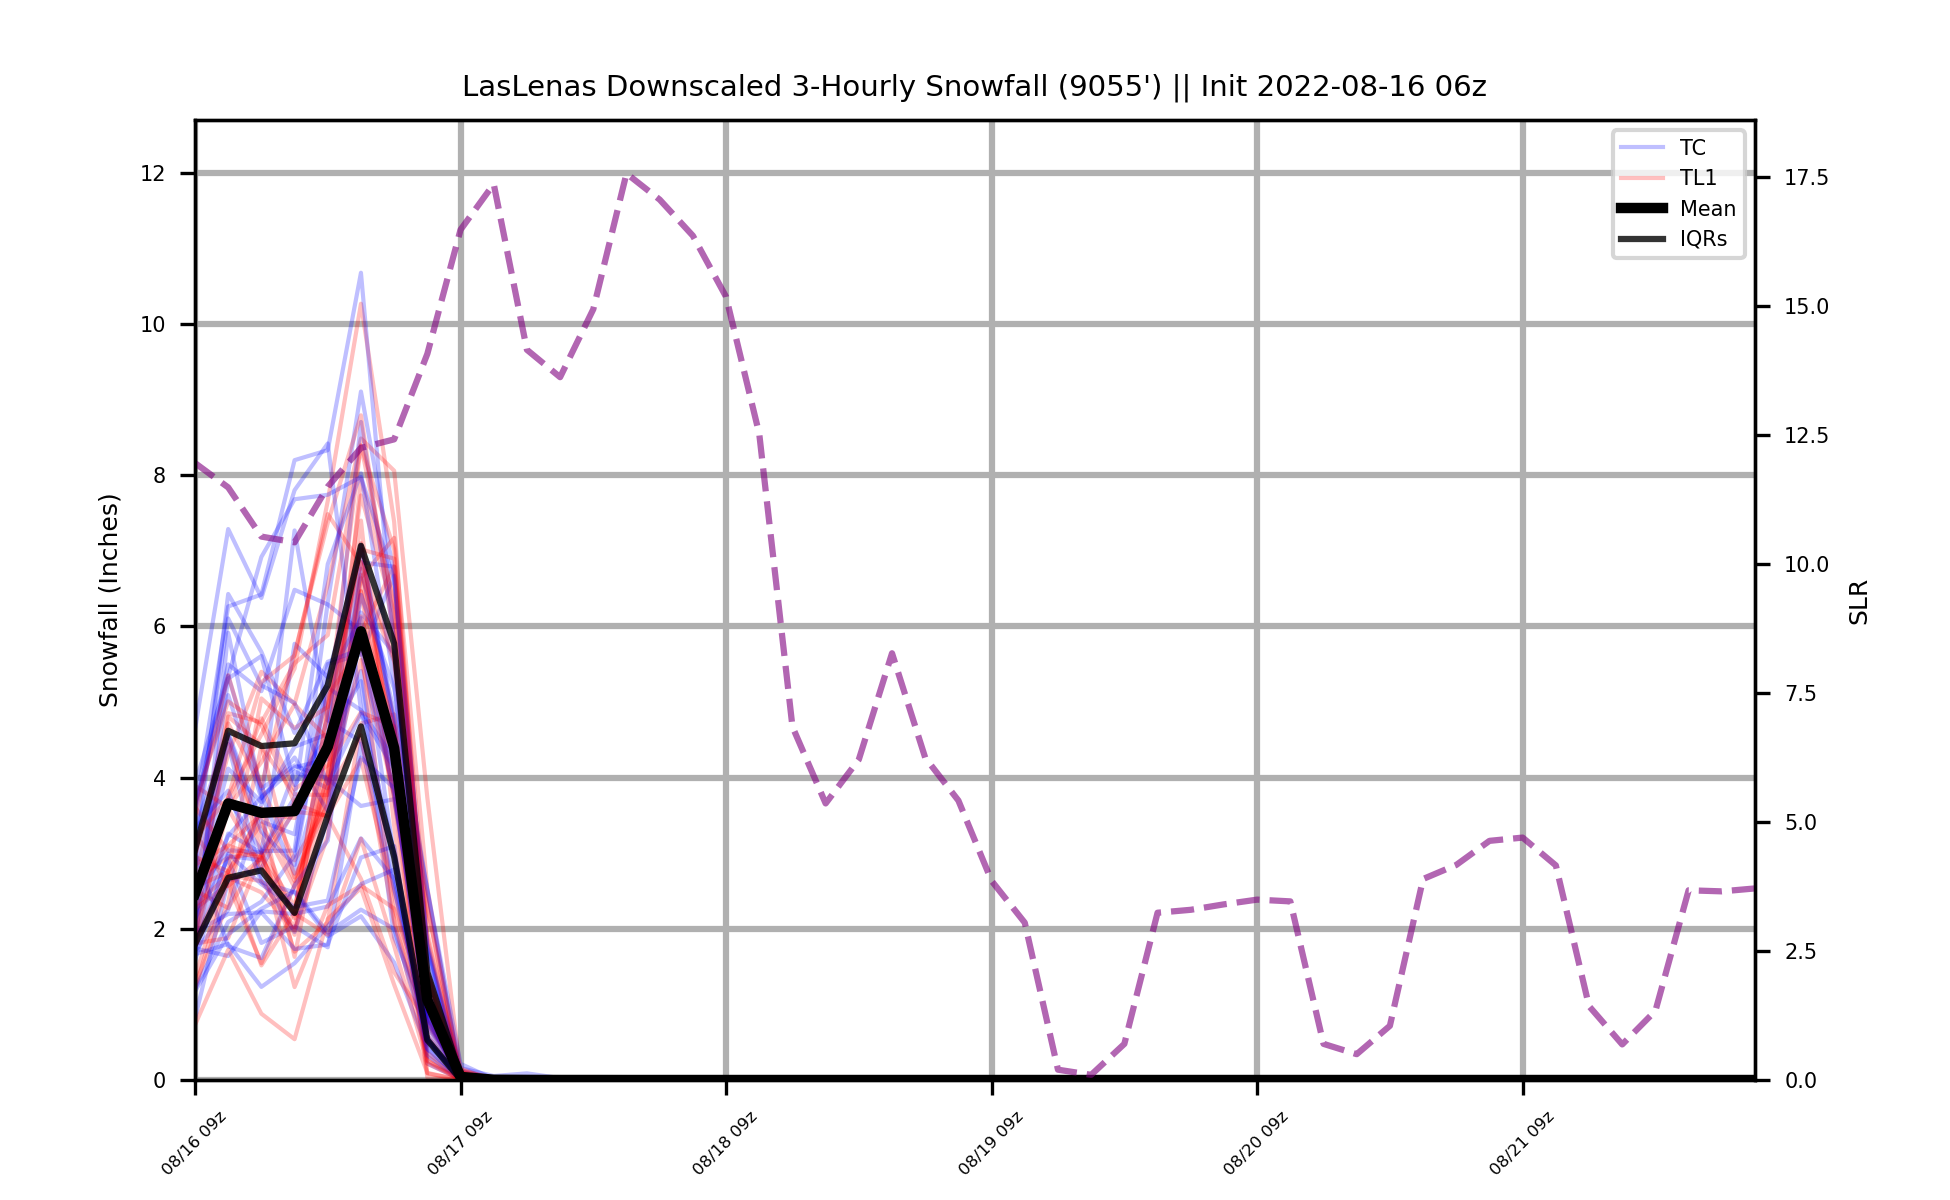 LasLenas Downscaled 3-Hourly Snowfall (9055') || Init 2022-08-16 06z
TC
TL1
Mean
IQRs
Snowfall (Inches)
12
10
8
6
4
2
0
SLR
17.5
15.0
12.5
10.0
7.5
5.0
2.5
0.0
08/16 09z
08/17 09z
08/18 09z
08/19 09z
08/20 09z
08/21 09z